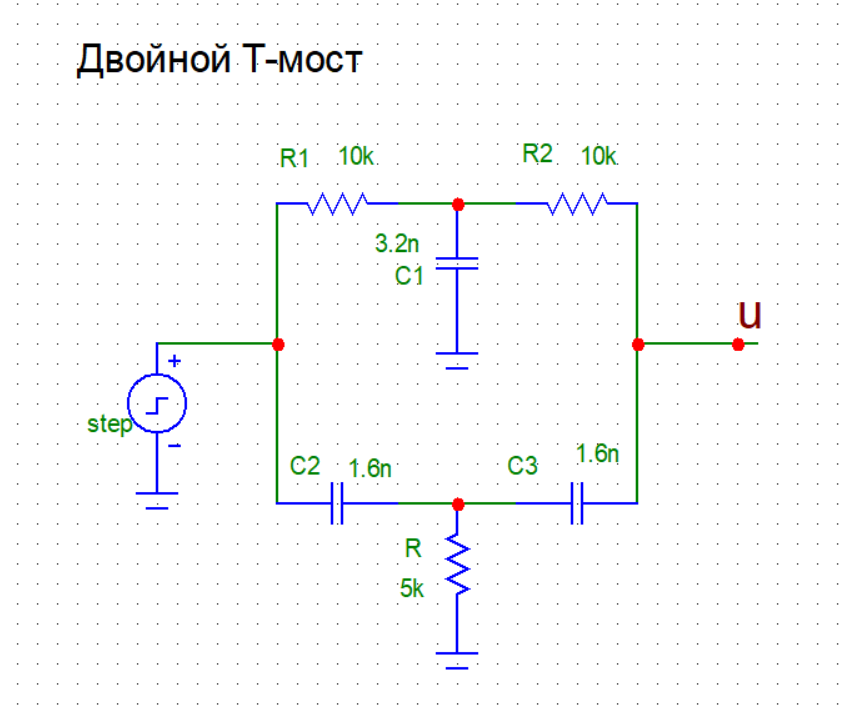 Двойной Т-мост
R1 10k
R2 10k
3.2n
C1
u
+
step
-
C2 1.6n
C3 1.6n
R
5k